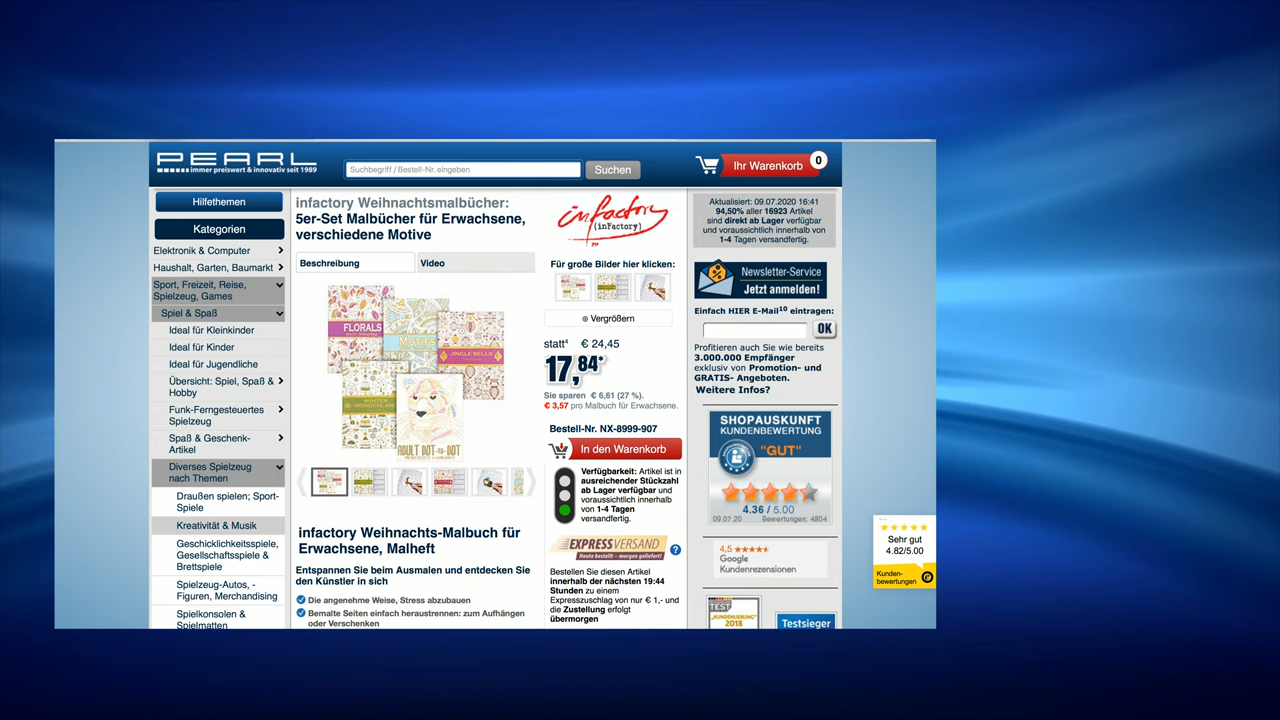 PEARL
immer preiswert & innovativ seit 1989
Suchbegriff / Bestell-Nr. eingeben
Suchen
Ihr Warenkorb
0
Hilfethemen
Kategorien
Elektronik & Computer
Haushalt, Garten, Baumarkt
Sport, Freizeit, Reise,
Spielzeug, Games
Spiel & Spaß
Ideal für Kleinkinder
Ideal für Kinder
Ideal für Jugendliche
Übersicht: Spiel, Spaß &
Hobby
Funk-Ferngesteuertes
Spielzeug
Spaß & Geschenk-
Artikel
Diverses Spielzeug
nach Themen
Draußen spielen; Sport-
Spiele
Kreativität & Musik
Geschicklichkeitsspiele,
Gesellschaftsspiele &
Brettspiele
Spielzeug-Autos, -
Figuren, Merchandising
Spielkonsolen &
Spielmatten
infactory Weihnachtsmalbücher:
5er-Set Malbücher für Erwachsene,
verschiedene Motive
Beschreibung
Video
FLORALS
MOTIFS
JINGLE BELLS
WINTER
WONDERLAND
ADULT DOT-TO-DOT
infactory Weihnachts-Malbuch für
Erwachsene, Malheft
Entspannen Sie beim Ausmalen und entdecken Sie
den Künstler in sich
Die angenehme Weise, Stress abzubauen
Bemalte Seiten einfach heraustrennen: zum Aufhängen
oder Verschenken
infactory
(inFactory)
Für große Bilder hier klicken:
Vergrößern
statt⁴ € 24,45
17,84*
Sie sparen € 6,61 (27 %).
€ 3,57 pro Malbuch für Erwachsene.
Bestell-Nr. NX-8999-907
In den Warenkorb
Verfügbarkeit: Artikel ist in
ausreichender Stückzahl
ab Lager verfügbar und
voraussichtlich innerhalb
von 1-4 Tagen
versandfertig.
EXPRESSVERSAND
Heute bestellt – morgen geliefert!
?
Bestellen Sie diesen Artikel
innerhalb der nächsten 19:44
Stunden zu einem
Expresszuschlag von nur € 1,- und
die Zustellung erfolgt
übermorgen
Aktualisiert: 09.07.2020 16:41
94,50% aller 16923 Artikel
sind direkt ab Lager verfügbar
und voraussichtlich innerhalb von
1-4 Tagen versandfertig.
Newsletter-Service
Jetzt anmelden!
Einfach HIER E-Mail¹⁰ eintragen:
OK
Profitieren auch Sie wie bereits
3.000.000 Empfänger
exklusiv von Promotion- und
GRATIS- Angeboten.
Weitere Infos?
SHOPAUSKUNFT
KUNDENBEWERTUNG
"GUT"
4.36 / 5.00
09.07.20
Bewertungen: 4804
4,5
Google
Kundenrezensionen
TEST
„KUNDENLIEBLING“
2018
Testsieger
Sehr gut
4.82/5.00
Kunden-
bewertungen